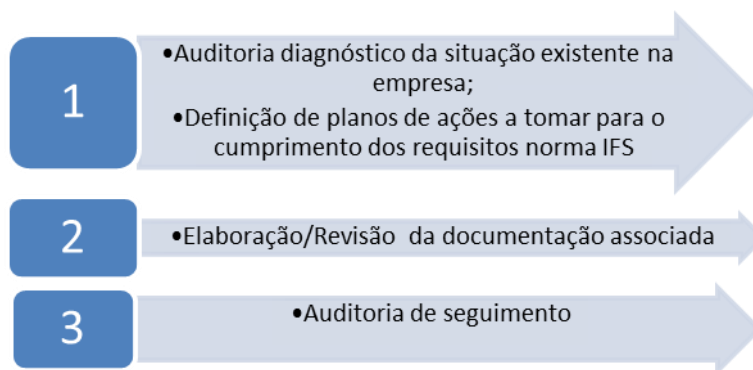 1
•Auditoria diagnóstico da situação existente na
empresa;
•Definição de planos de ações a tomar para o
cumprimento dos requisitos norma IFS
2
•Elaboração/Revisão da documentação associada
3
•Auditoria de seguimento